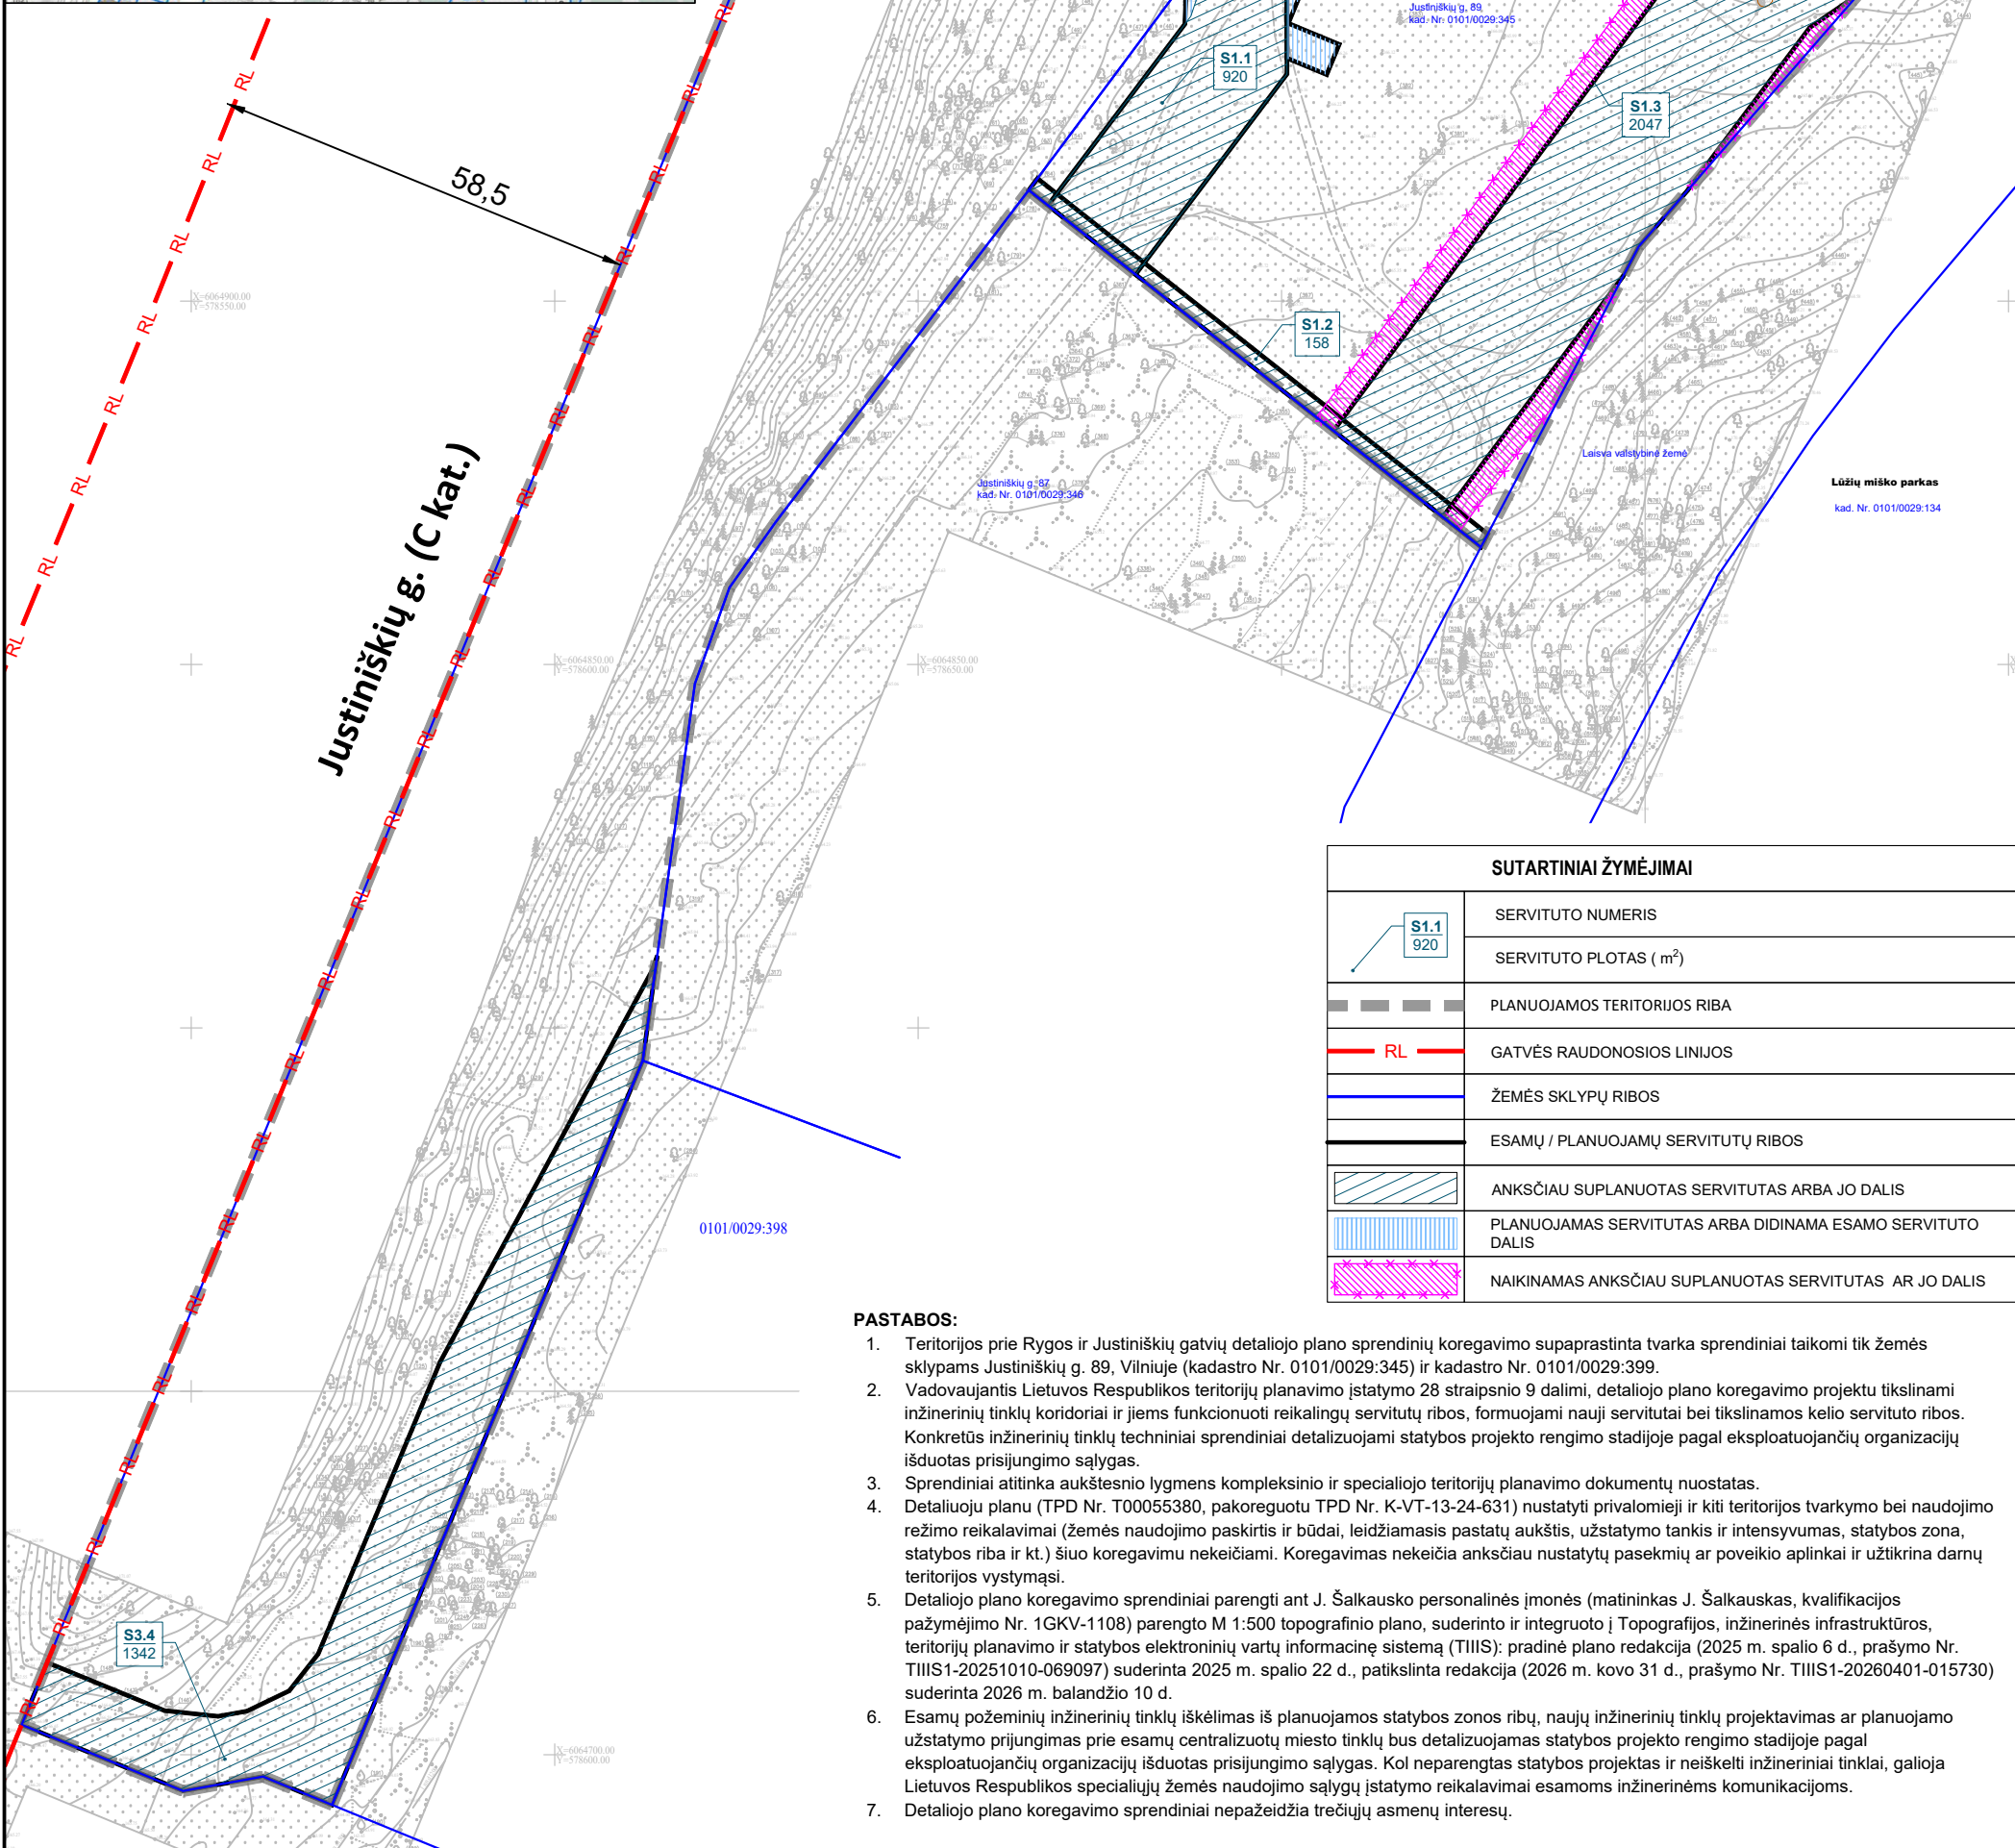 Justiniškių g. 89
kad. Nr. 0101/0029:345
S1.1
920
S1.3
2047
58,5
X=6064900.00
Y=578550.00
S1.2
158
Justiniškių g. (C kat.)
Justiniškių g. 87
kad. Nr. 0101/0029:346
Laisva valstybinė žemė
Lūžių miško parkas
kad. Nr. 0101/0029:134
X=6064850.00
Y=578600.00
X=6064850.00
Y=578650.00
RL
0101/0029:398
S3.4
1342
X=6064700.00
Y=578600.00
SUTARTINIAI ŽYMĖJIMAI
S1.1
920
SERVITUTO NUMERIS
SERVITUTO PLOTAS ( m²)
PLANUOJAMOS TERITORIJOS RIBA
RL
GATVĖS RAUDONOSIOS LINIJOS
ŽEMĖS SKLYPŲ RIBOS
ESAMŲ / PLANUOJAMŲ SERVITUTŲ RIBOS
ANKSČIAU SUPLANUOTAS SERVITUTAS ARBA JO DALIS
PLANUOJAMAS SERVITUTAS ARBA DIDINAMA ESAMO SERVITUTO
DALIS
NAIKINAMAS ANKSČIAU SUPLANUOTAS SERVITUTAS AR JO DALIS
PASTABOS:
1. Teritorijos prie Rygos ir Justiniškių gatvių detaliojo plano sprendinių koregavimo supaprastinta tvarka sprendiniai taikomi tik žemės
sklypams Justiniškių g. 89, Vilniuje (kadastro Nr. 0101/0029:345) ir kadastro Nr. 0101/0029:399.
2. Vadovaujantis Lietuvos Respublikos teritorijų planavimo įstatymo 28 straipsnio 9 dalimi, detaliojo plano koregavimo projektu tikslinami
inžinerinių tinklų koridoriai ir jiems funkcionuoti reikalingų servitutų ribos, formuojami nauji servitutai bei tikslinamos kelio servituto ribos.
Konkretūs inžinerinių tinklų techniniai sprendiniai detalizuojami statybos projekto rengimo stadijoje pagal eksploatuojančių organizacijų
išduotas prisijungimo sąlygas.
3. Sprendiniai atitinka aukštesnio lygmens kompleksinio ir specialiojo teritorijų planavimo dokumentų nuostatas.
4. Detaliuoju planu (TPD Nr. T00055380, pakoreguotu TPD Nr. K-VT-13-24-631) nustatyti privalomieji ir kiti teritorijos tvarkymo bei naudojimo
režimo reikalavimai (žemės naudojimo paskirtis ir būdai, leidžiamasis pastatų aukštis, užstatymo tankis ir intensyvumas, statybos zona,
statybos riba ir kt.) šiuo koregavimu nekeičiami. Koregavimas nekeičia anksčiau nustatytų pasekmių ar poveikio aplinkai ir užtikrina darnų
teritorijos vystymąsi.
5. Detaliojo plano koregavimo sprendiniai parengti ant J. Šalkausko personalinės įmonės (matininkas J. Šalkauskas, kvalifikacijos
pažymėjimo Nr. 1GKV-1108) parengto M 1:500 topografinio plano, suderinto ir integruoto į Topografijos, inžinerinės infrastruktūros,
teritorijų planavimo ir statybos elektroninių vartų informacinę sistemą (TIIIS): pradinė plano redakcija (2025 m. spalio 6 d., prašymo Nr.
TIIIS1-20251010-069097) suderinta 2025 m. spalio 22 d., patikslinta redakcija (2026 m. kovo 31 d., prašymo Nr. TIIIS1-20260401-015730)
suderinta 2026 m. balandžio 10 d.
6. Esamų požeminių inžinerinių tinklų iškėlimas iš planuojamos statybos zonos ribų, naujų inžinerinių tinklų projektavimas ar planuojamo
užstatymo prijungimas prie esamų centralizuotų miesto tinklų bus detalizuojamas statybos projekto rengimo stadijoje pagal
eksploatuojančių organizacijų išduotas prisijungimo sąlygas. Kol neparengtas statybos projektas ir neiškelti inžineriniai tinklai, galioja
Lietuvos Respublikos specialiųjų žemės naudojimo sąlygų įstatymo reikalavimai esamoms inžinerinėms komunikacijoms.
7. Detaliojo plano koregavimo sprendiniai nepažeidžia trečiųjų asmenų interesų.